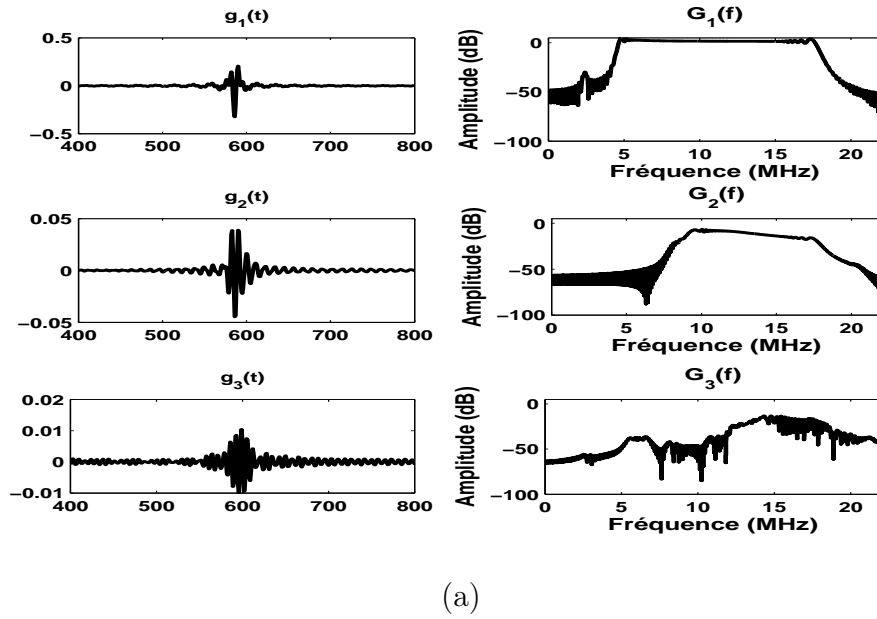 g1(t)
0.5
0
−0.5
400 500 600 700 800
G1(f)
Amplitude (dB)
0
−50
−100
0 5 10 15 20
Fréquence (MHz)
g2(t)
0.05
0
−0.05
400 500 600 700 800
G2(f)
Amplitude (dB)
0
−50
−100
0 5 10 15 20
Fréquence (MHz)
g3(t)
0.02
0.01
0
−0.01
400 500 600 700 800
G3(f)
Amplitude (dB)
0
−50
−100
0 5 10 15 20
Fréquence (MHz)
(a)